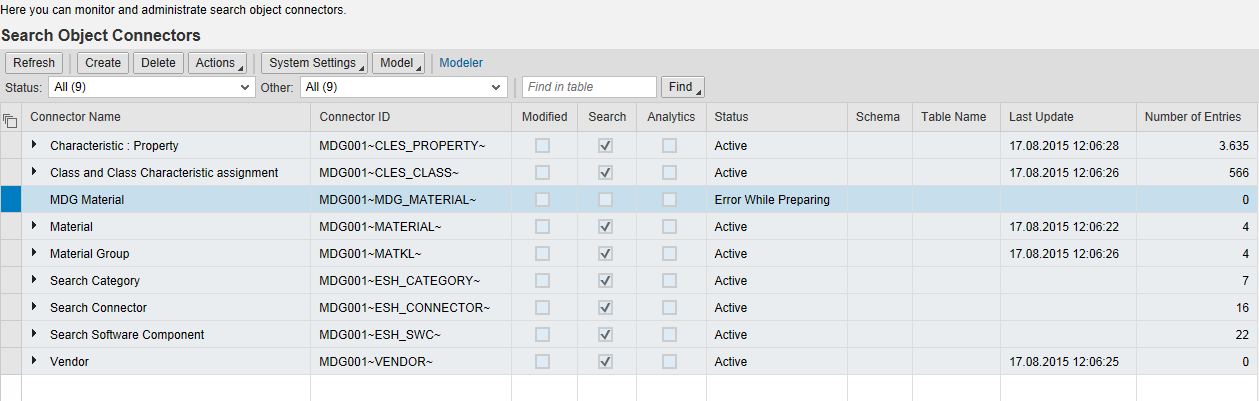 Here you can monitor and administrate search object connectors.
Search Object Connectors
Refresh Create Delete Actions System Settings Model Modeler
Status: All (9) Other: All (9) Find in table Find
Connector Name Connector ID Modified Search Analytics Status Schema Table Name Last Update Number of Entries
Characteristic : Property MDG001~CLES_PROPERTY~ Active 17.08.2015 12:06:28 3.635
Class and Class Characteristic assignment MDG001~CLES_CLASS~ Active 17.08.2015 12:06:26 566
MDG Material MDG001~MDG_MATERIAL~ Error While Preparing 0
Material MDG001~MATERIAL~ Active 17.08.2015 12:06:22 4
Material Group MDG001~MATKL~ Active 17.08.2015 12:06:26 4
Search Category MDG001~ESH_CATEGORY~ Active 7
Search Connector MDG001~ESH_CONNECTOR~ Active 16
Search Software Component MDG001~ESH_SWC~ Active 22
Vendor MDG001~VENDOR~ Active 17.08.2015 12:06:25 0